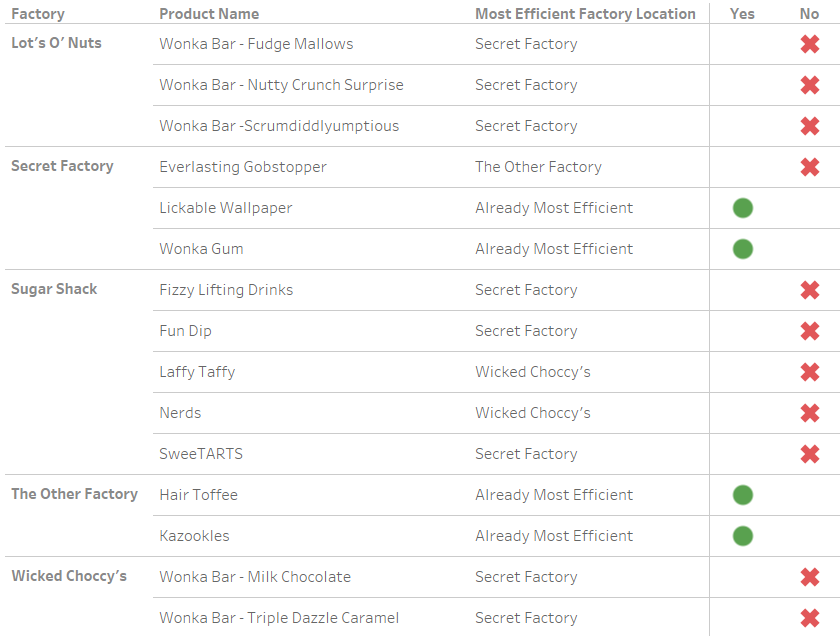 Factory Product Name Most Efficient Factory Location Yes No
Lot's O' Nuts Wonka Bar - Fudge Mallows Secret Factory
Wonka Bar - Nutty Crunch Surprise Secret Factory
Wonka Bar -Scrumdiddlyumptious Secret Factory
Secret Factory Everlasting Gobstopper The Other Factory
Lickable Wallpaper Already Most Efficient
Wonka Gum Already Most Efficient
Sugar Shack Fizzy Lifting Drinks Secret Factory
Fun Dip Secret Factory
Laffy Taffy Wicked Choccy's
Nerds Wicked Choccy's
SweeTARTS Secret Factory
The Other Factory Hair Toffee Already Most Efficient
Kazookles Already Most Efficient
Wicked Choccy's Wonka Bar - Milk Chocolate Secret Factory
Wonka Bar - Triple Dazzle Caramel Secret Factory